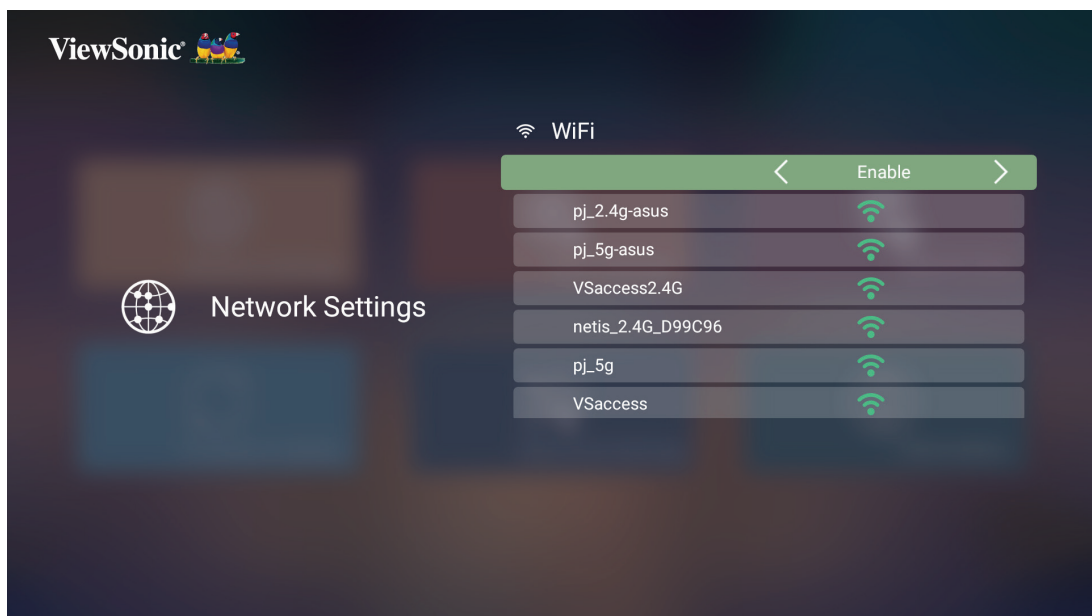 ViewSonic
WiFi
Enable
pj_2.4g-asus
pj_5g-asus
VSaccess2.4G
Network Settings
netis_2.4G_D99C96
pj_5g
VSaccess